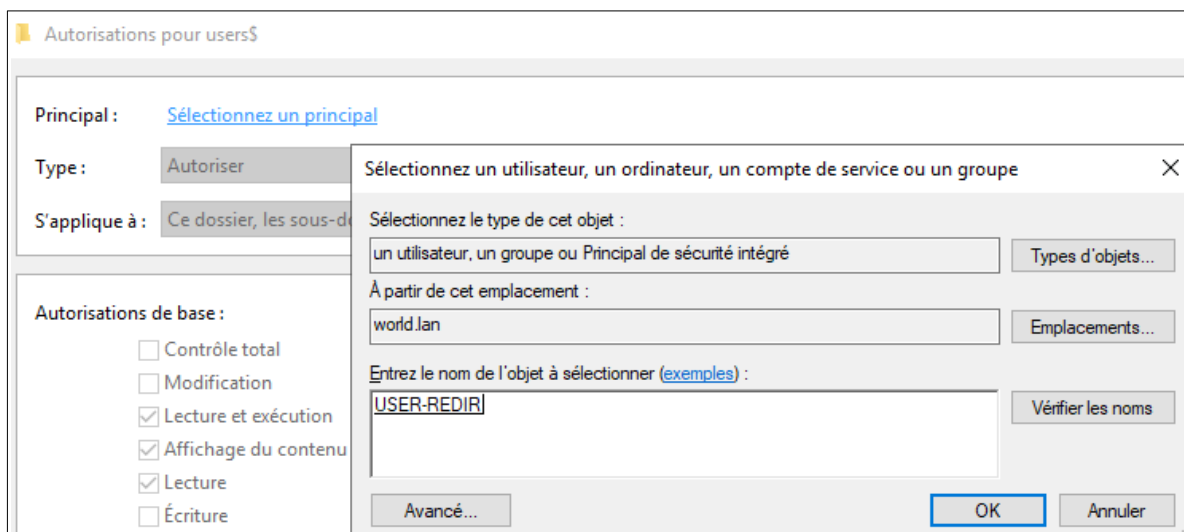 Autorisations pour users$
Principal :
Sélectionnez un principal
Type :
Autoriser
S'applique à :
Ce dossier, les sous-do
Autorisations de base :
Contrôle total
Modification
Lecture et exécution
Affichage du contenu
Lecture
Écriture
Sélectionnez un utilisateur, un ordinateur, un compte de service ou un groupe
Sélectionnez le type de cet objet :
un utilisateur, un groupe ou Principal de sécurité intégré
Types d'objets...
À partir de cet emplacement :
world.lan
Emplacements...
Entrez le nom de l'objet à sélectionner (exemples) :
USER-REDIR
Vérifier les noms
Avancé...
OK
Annuler